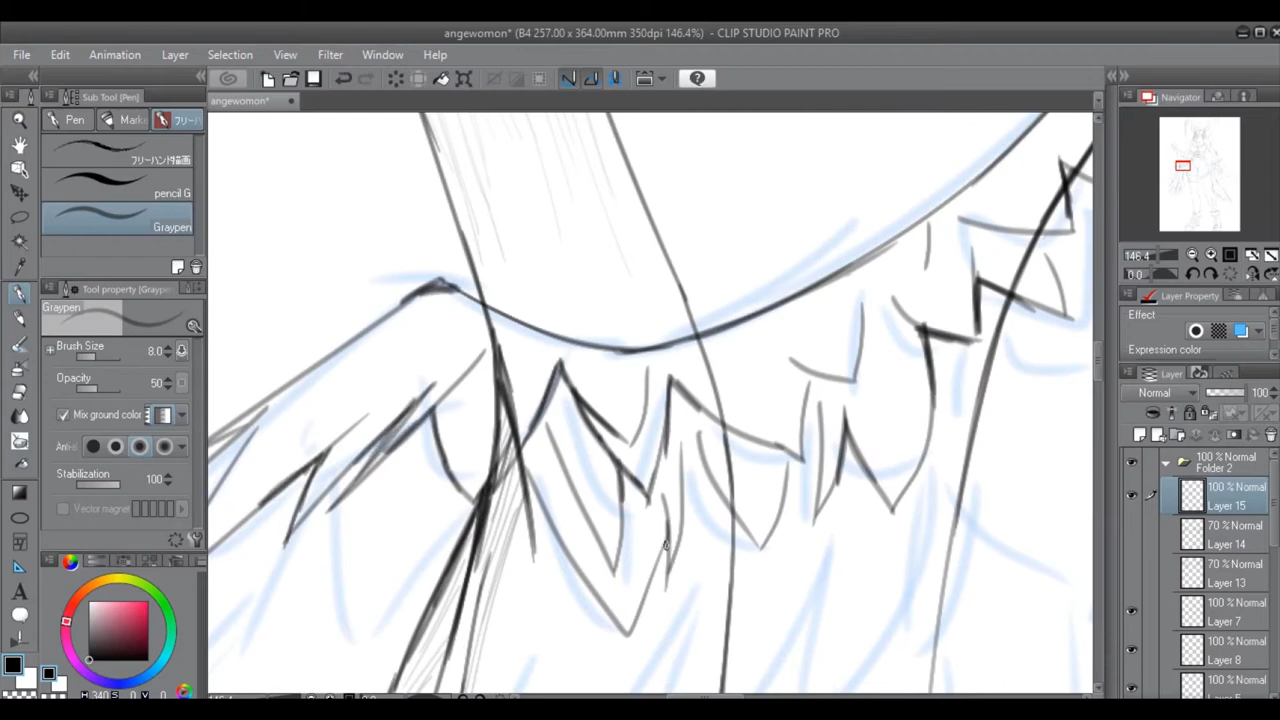 angewomon* (B4 257.00 x 364.00mm 350dpi 146.4%) - CLIP STUDIO PAINT PRO
File Edit Animation Layer Selection View Filter Window Help
angewomon*
Sub Tool [Pen]
Pen
Mark
フリーハンド描画
pencil G
Graypen
Tool property [Graypen
Graypen
Brush Size 8.0
Opacity 50
Mix ground color
Stabilization 100
Vector magnet
Navigator
146.4
0.0
Layer Property
Effect
Expression color
Layer
Normal 100
100 % Normal
Folder 2
100 % Normal
Layer 15
70 % Normal
Layer 14
70 % Normal
Layer 13
100 % Normal
Layer 7
100 % Normal
Layer 8
100 % Normal
H 340 S 0 V 0